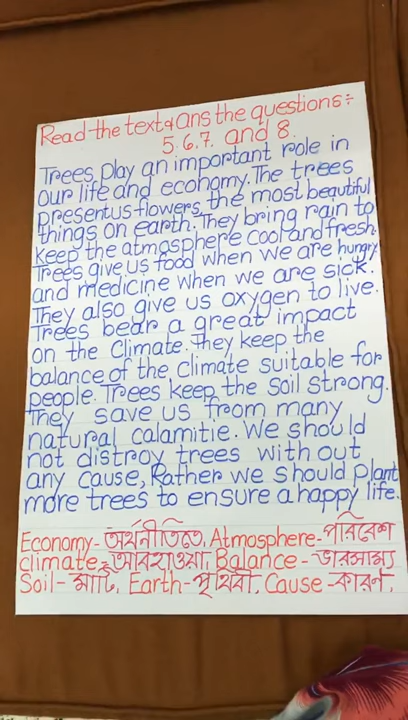 Read the text & ans the questions÷
5.6.7. and 8.
Trees play an important role in
our life and economy. The trees
present us flowers, the most beautiful
things on earth. They bring rain to
keep the atmosphere cool and fresh.
Trees give us food when we are hungry
and medicine when we are sick.
They also give us oxygen to live.
Trees bear a great impact
on the climate. They keep the
balance of the climate suitable for
people. Trees keep the soil strong.
They save us from many
natural calamitie. We should
not distroy trees with out
any cause, Rather we should plant
more trees to ensure a happy life.
Economy-অর্থনীতিতে, Atmosphere-পরিবেশ
climate-আবহাওয়া, Balance-ভারসাম্য
Soil-মাটি, Earth-পৃথিবী, Cause-কারণ,